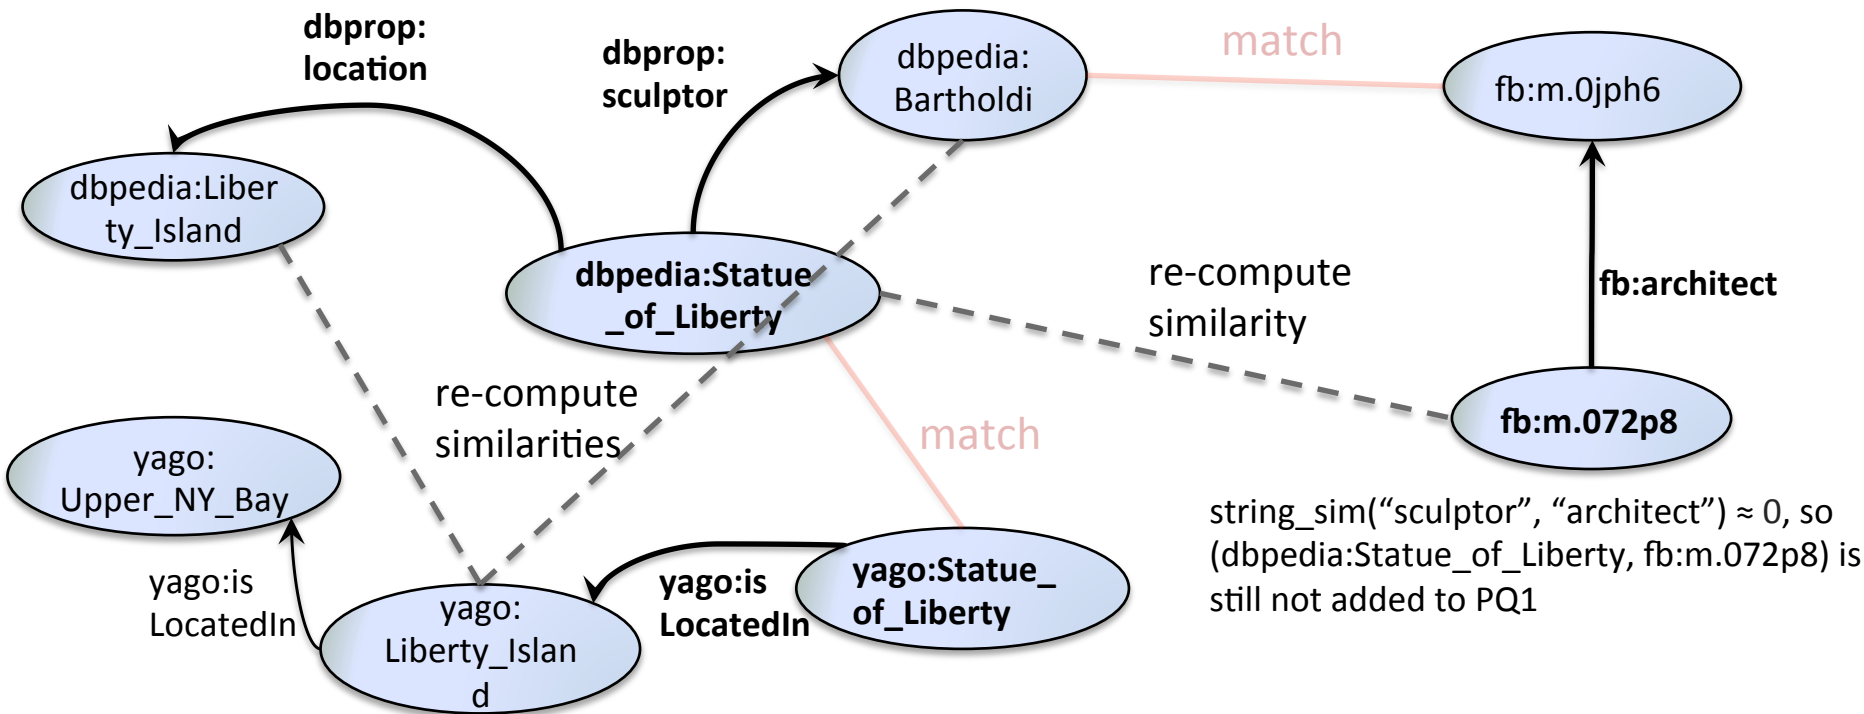 dbprop:
location
dbprop:
sculptor
dbpedia:
Bartholdi
match
fb:m.0jph6
dbpedia:Liber
ty_Island
dbpedia:Statue
_of_Liberty
re-compute
similarity
fb:architect
re-compute
similarities
match
fb:m.072p8
yago:
Upper_NY_Bay
yago:is
LocatedIn
yago:
Liberty_Islan
d
yago:is
LocatedIn
yago:Statue_
of_Liberty
string_sim(“sculptor”, “architect”) ≈ 0, so
(dbpedia:Statue_of_Liberty, fb:m.072p8) is
still not added to PQ1